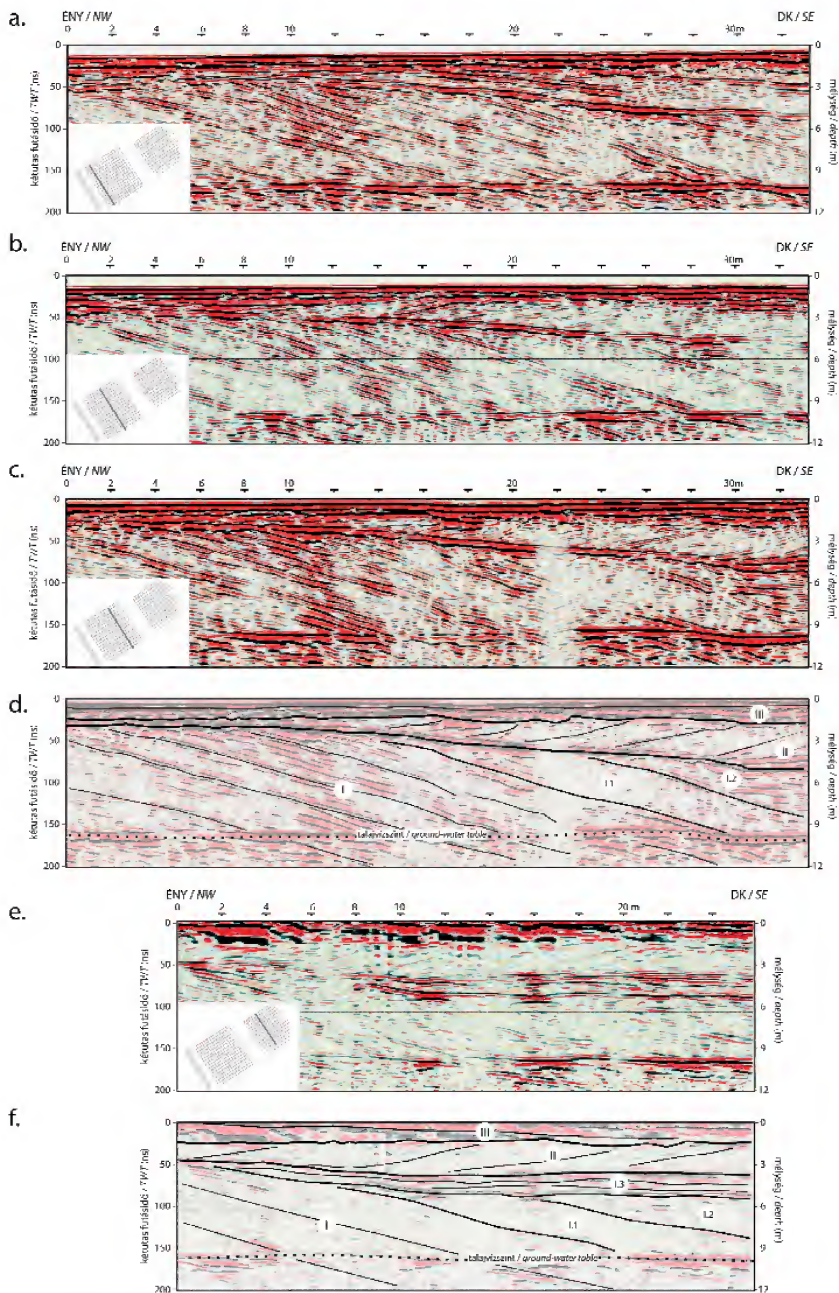 a.
ÉNY / NW
DK / SE
0 2 4 6 8 10 20 30m
kétutas futásidő / TWT (ns)
0
50
100
150
200
mélység / depth (m)
0
3
6
9
12
b.
ÉNY / NW
DK / SE
0 2 4 6 8 10 20 30m
kétutas futásidő / TWT (ns)
0
50
100
150
200
mélység / depth (m)
0
3
6
9
12
c.
ÉNY / NW
DK / SE
0 2 4 6 8 10 20 30m
kétutas futásidő / TWT (ns)
0
50
100
150
200
mélység / depth (m)
0
3
6
9
12
d.
kétutas futásidő / TWT (ns)
0
50
100
150
200
III
II
I.2
I.1
I
talajvízszint / ground-water table
mélység / depth (m)
0
3
6
9
12
e.
ÉNY / NW
DK / SE
0 2 4 6 8 10 20 m
kétutas futásidő / TWT (ns)
0
50
100
150
200
mélység / depth (m)
0
3
6
9
12
f.
kétutas futásidő / TWT (ns)
0
50
100
150
200
III
II
I.3
I.2
I.1
I
talajvízszint / ground-water table
mélység / depth (m)
0
3
6
9
12